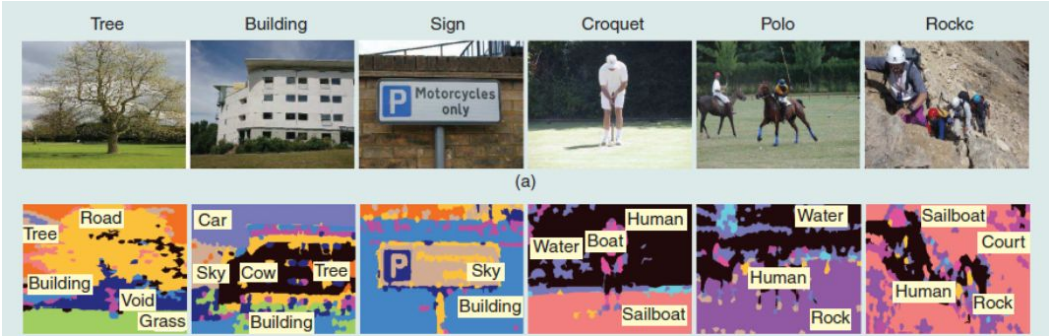 Tree Building Sign Croquet Polo Rockc
P Motorcycles
only
(a)
Road
Tree
Building
Void
Grass
Car
Sky Cow Tree
Building
P Sky
Building
Human
Water Boat
Sailboat
Water
Human
Rock
Sailboat
Court
Human
Rock